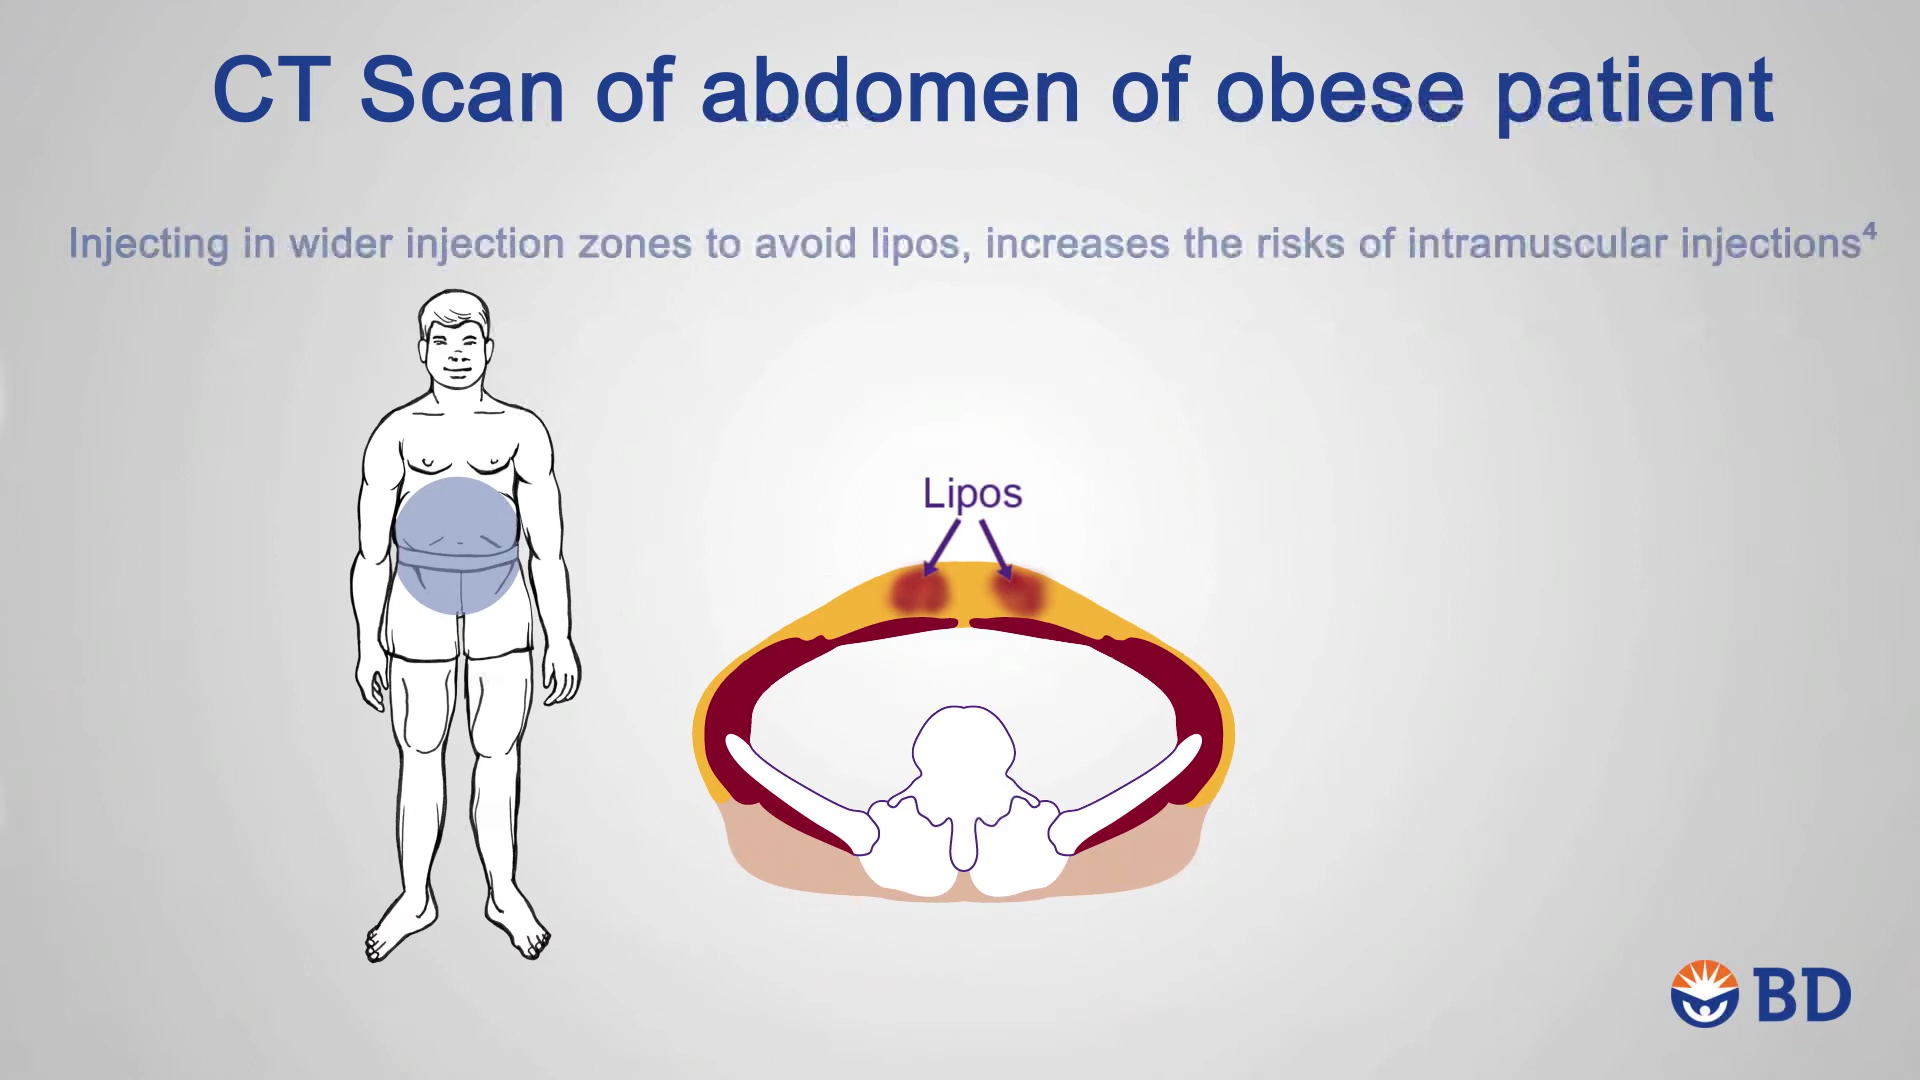 CT Scan of abdomen of obese patient
Injecting in wider injection zones to avoid lipos, increases the risks of intramuscular injections⁴
Lipos
BD